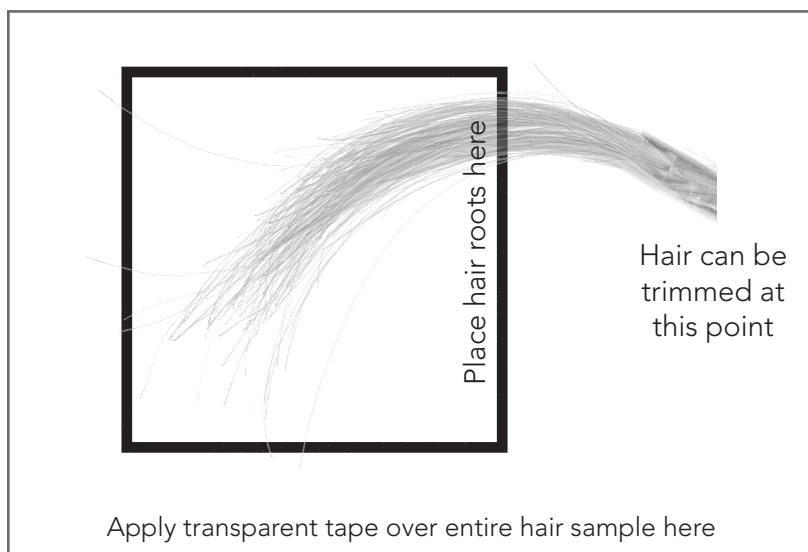 Place hair roots here
Hair can be
trimmed at
this point
Apply transparent tape over entire hair sample here